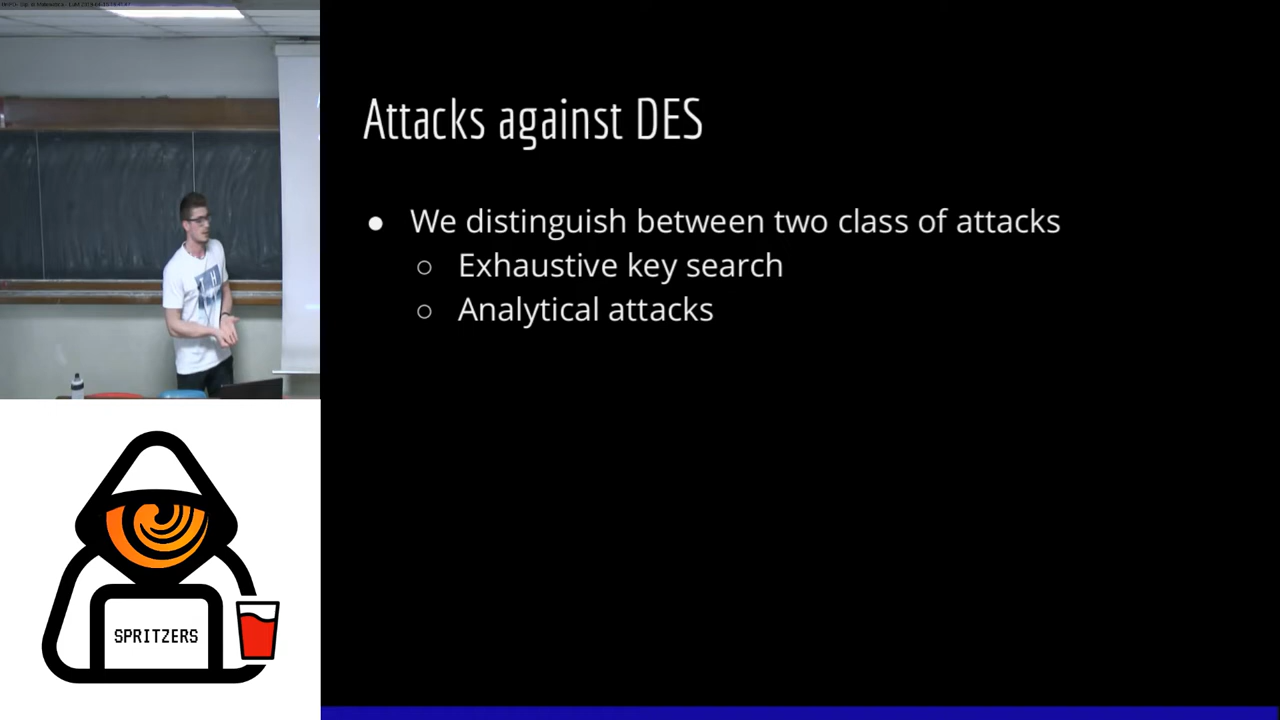 Attacks against DES
● We distinguish between two class of attacks
○ Exhaustive key search
○ Analytical attacks
H
SPRITZERS